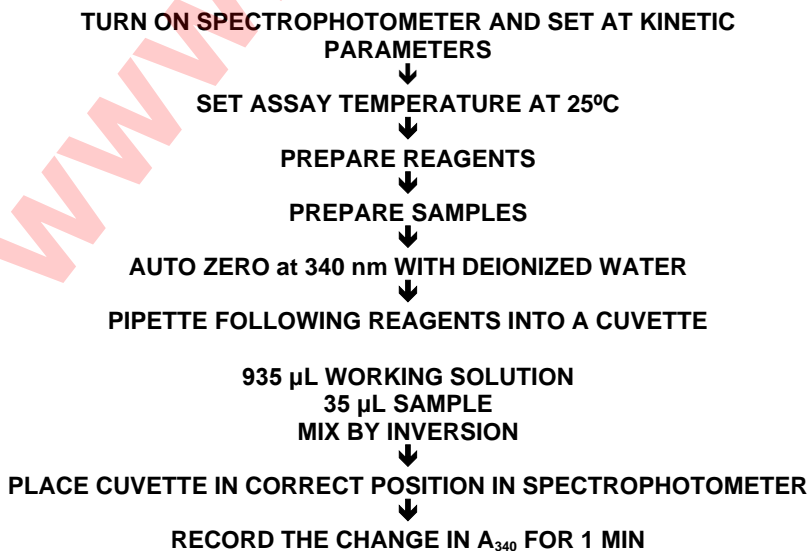 TURN ON SPECTROPHOTOMETER AND SET AT KINETIC
PARAMETERS
SET ASSAY TEMPERATURE AT 25ºC
PREPARE REAGENTS
PREPARE SAMPLES
AUTO ZERO at 340 nm WITH DEIONIZED WATER
PIPETTE FOLLOWING REAGENTS INTO A CUVETTE
935 µL WORKING SOLUTION
35 µL SAMPLE
MIX BY INVERSION
PLACE CUVETTE IN CORRECT POSITION IN SPECTROPHOTOMETER
RECORD THE CHANGE IN A₃₄₀ FOR 1 MIN